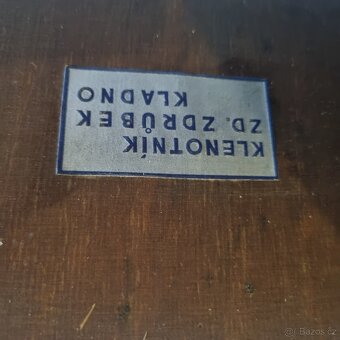 KLENOTNÍK
ZD. ZDRŮBEK
KLADNO
© Bazos.cz